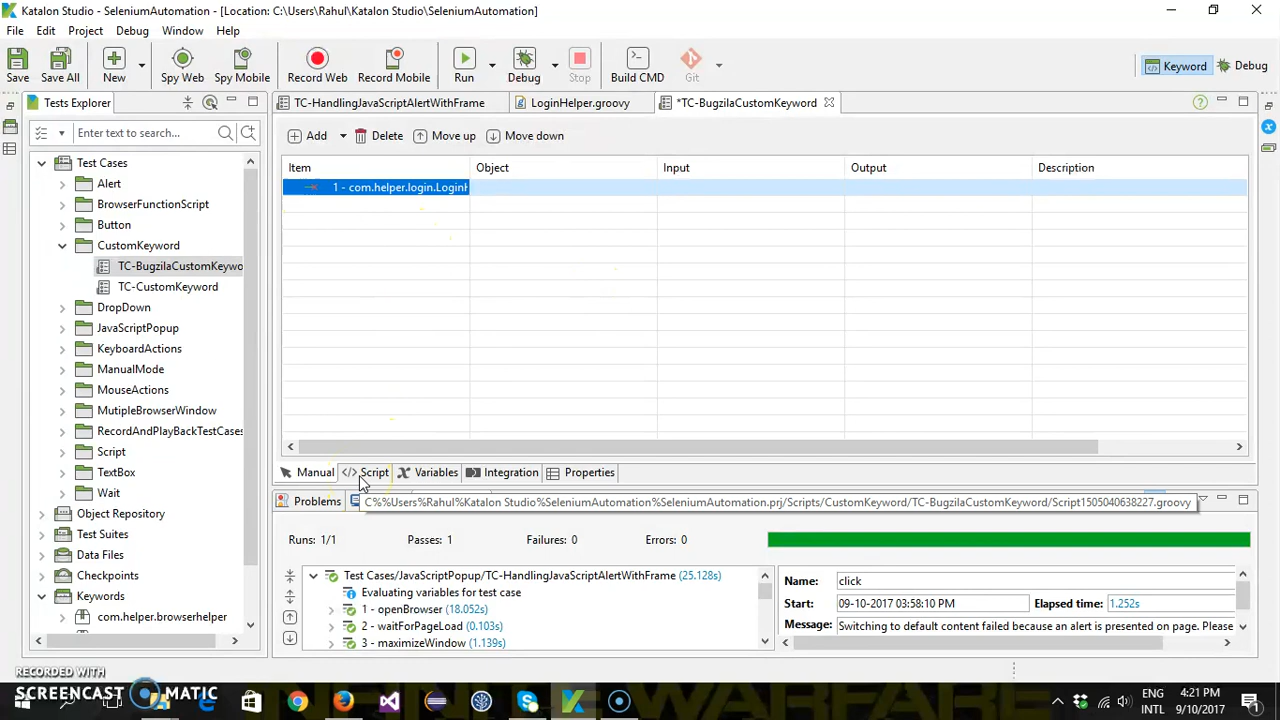 Katalon Studio - SeleniumAutomation - [Location: C:\Users\Rahul\Katalon Studio\SeleniumAutomation]
File Edit Project Debug Window Help
Save Save All New Spy Web Spy Mobile Record Web Record Mobile Run Debug Stop Build CMD Git Keyword Debug
Tests Explorer TC-HandlingJavaScriptAlertWithFrame LoginHelper.groovy *TC-BugzilaCustomKeyword
Enter text to search... Add Delete Move up Move down
Item Object Input Output Description
1 - com.helper.login.LoginH
Test Cases
Alert
BrowserFunctionScript
Button
CustomKeyword
TC-BugzilaCustomKeywo
TC-CustomKeyword
DropDown
JavaScriptPopup
KeyboardActions
ManualMode
MouseActions
MutipleBrowserWindow
RecordAndPlayBackTestCases
Script
TextBox
Wait
Object Repository
Test Suites
Data Files
Checkpoints
Keywords
com.helper.browserhelper
Manual Script Variables Integration Properties
Problems
C%%Users%Rahul%Katalon Studio%SeleniumAutomation%SeleniumAutomation.prj/Scripts/CustomKeyword/TC-BugzilaCustomKeyword/Script1505040638227.groovy
Runs: 1/1 Passes: 1 Failures: 0 Errors: 0
Test Cases/JavaScriptPopup/TC-HandlingJavaScriptAlertWithFrame (25.128s)
Evaluating variables for test case
1 - openBrowser (18.052s)
2 - waitForPageLoad (0.103s)
3 - maximizeWindow (1.139s)
Name: click
Start: 09-10-2017 03:58:10 PM Elapsed time: 1.252s
Message: Switching to default content failed because an alert is presented on page. Please
RECORDED WITH
SCREENCAST MATIC
ENG 4:21 PM
INTL 9/10/2017